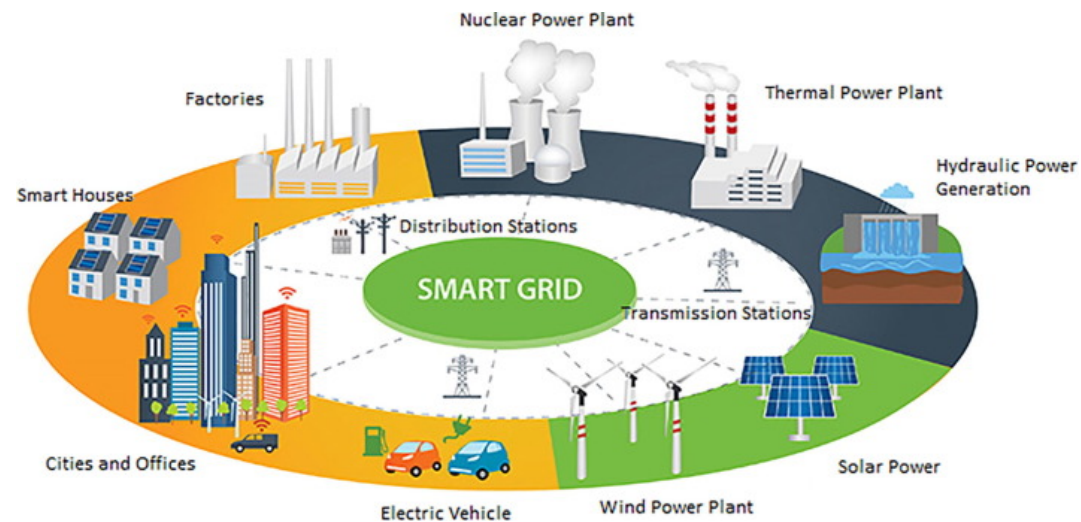 Nuclear Power Plant
Factories
Thermal Power Plant
Hydraulic Power
Generation
Smart Houses
Distribution Stations
SMART GRID
Transmission Stations
Cities and Offices
Solar Power
Electric Vehicle
Wind Power Plant